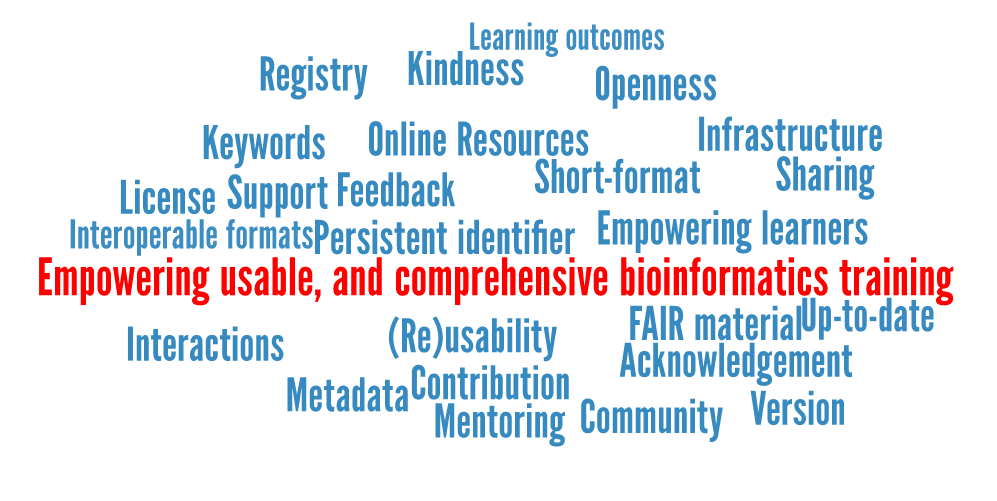 Learning outcomes
Registry
Kindness
Openness
Keywords
Online Resources
Infrastructure
Short-format
Sharing
License
Support
Feedback
Interoperable formats
Persistent identifier
Empowering learners
Empowering usable, and comprehensive bioinformatics training
Interactions
(Re)usability
FAIR material
Up-to-date
Acknowledgement
Metadata
Contribution
Mentoring
Community
Version